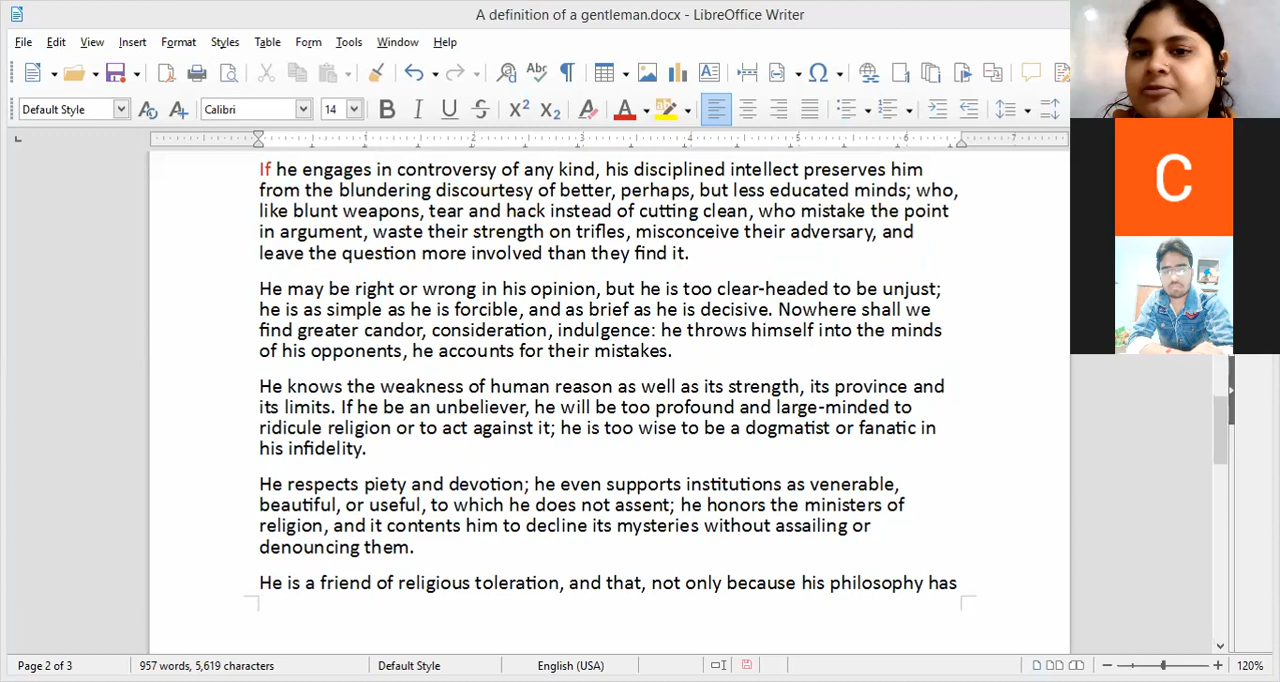 A definition of a gentleman.docx - LibreOffice Writer
File Edit View Insert Format Styles Table Form Tools Window Help
Default Style Calibri 14
1 2 3 4 5 6 7
If he engages in controversy of any kind, his disciplined intellect preserves him
from the blundering discourtesy of better, perhaps, but less educated minds; who,
like blunt weapons, tear and hack instead of cutting clean, who mistake the point
in argument, waste their strength on trifles, misconceive their adversary, and
leave the question more involved than they find it.
He may be right or wrong in his opinion, but he is too clear-headed to be unjust;
he is as simple as he is forcible, and as brief as he is decisive. Nowhere shall we
find greater candor, consideration, indulgence: he throws himself into the minds
of his opponents, he accounts for their mistakes.
He knows the weakness of human reason as well as its strength, its province and
its limits. If he be an unbeliever, he will be too profound and large-minded to
ridicule religion or to act against it; he is too wise to be a dogmatist or fanatic in
his infidelity.
He respects piety and devotion; he even supports institutions as venerable,
beautiful, or useful, to which he does not assent; he honors the ministers of
religion, and it contents him to decline its mysteries without assailing or
denouncing them.
He is a friend of religious toleration, and that, not only because his philosophy has
Page 2 of 3 957 words, 5,619 characters Default Style English (USA) 120%
C